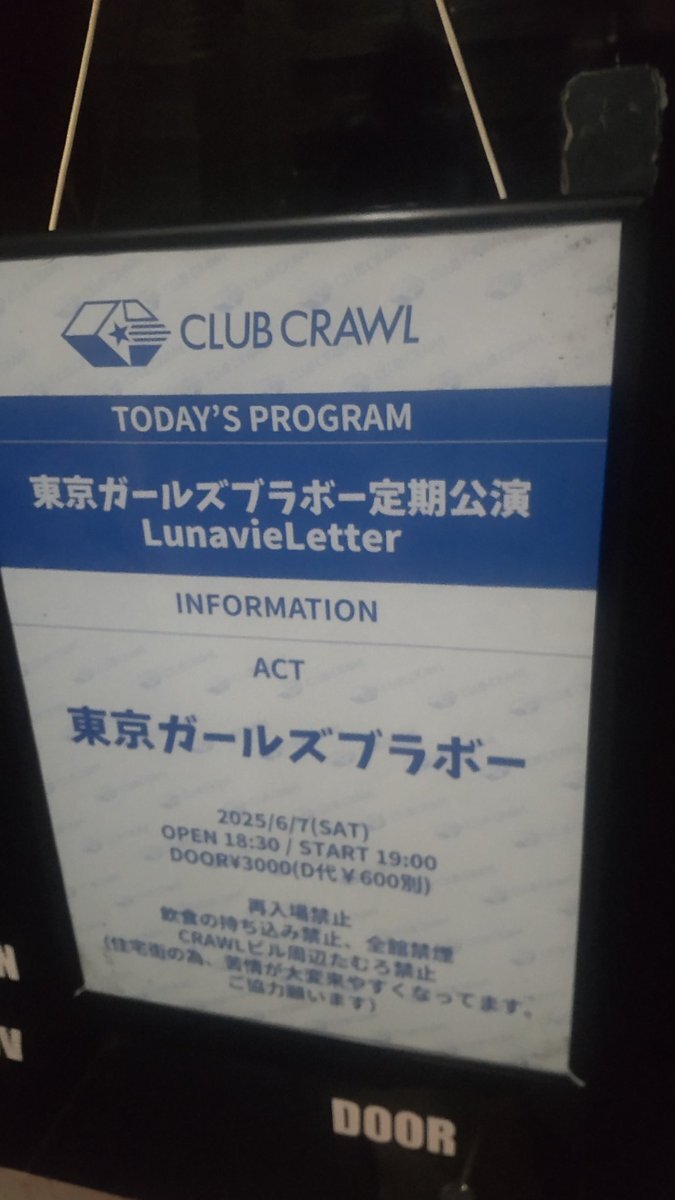 CLUB CRAWL
TODAY'S PROGRAM
東京ガールズブラボー定期公演
LunavieLetter
INFORMATION
ACT
東京ガールズブラボー
2025/6/7(SAT)
OPEN 18:30 / START 19:00
DOOR¥3000(D代¥600別)
再入場禁止
飲食の持ち込み禁止、全館禁煙
CRAWLビル周辺たむろ禁止
(住宅街の為、苦情が大変来やすくなってます。
ご協力願います)
DOOR